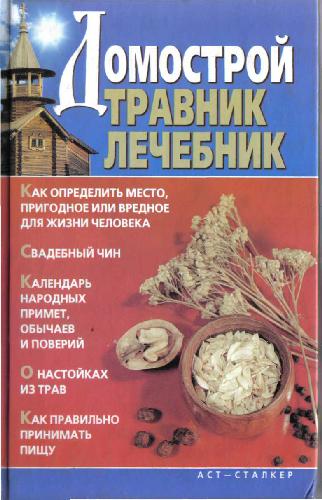 Домострой
ТРАВНИК
ЛЕЧЕБНИК
КАК ОПРЕДЕЛИТЬ МЕСТО,
ПРИГОДНОЕ ИЛИ ВРЕДНОЕ
ДЛЯ ЖИЗНИ ЧЕЛОВЕКА
СВАДЕБНЫЙ ЧИН
КАЛЕНДАРЬ
НАРОДНЫХ
ПРИМЕТ,
ОБЫЧАЕВ
И ПОВЕРИЙ
О НАСТОЙКАХ
ИЗ ТРАВ
КАК ПРАВИЛЬНО
ПРИНИМАТЬ
ПИЩУ
АСТ—СТАЛКЕР